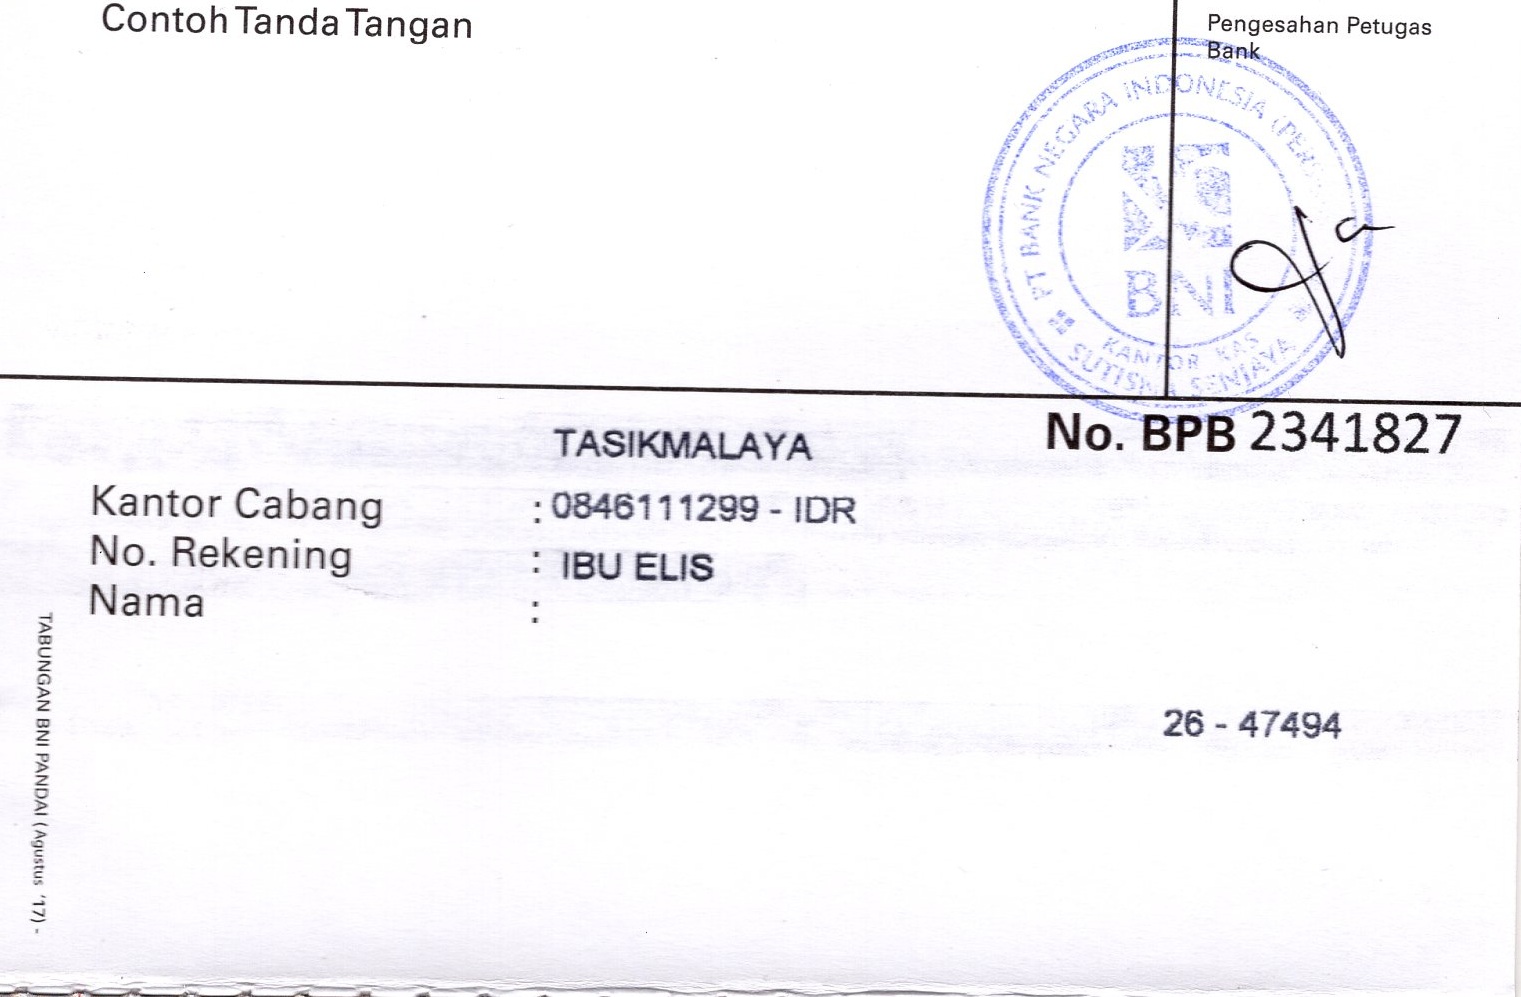 Contoh Tanda Tangan
Pengesahan Petugas
Bank
PT BANK NEGARA INDONESIA (PER
BNI
KANTOR KAS
SUTISNA SENJAYA
No. BPB 2341827
TASIKMALAYA
Kantor Cabang : 0846111299 - IDR
No. Rekening : IBU ELIS
Nama :
26 - 47494
TABUNGAN BNI PANDAI (Agustus '17) -